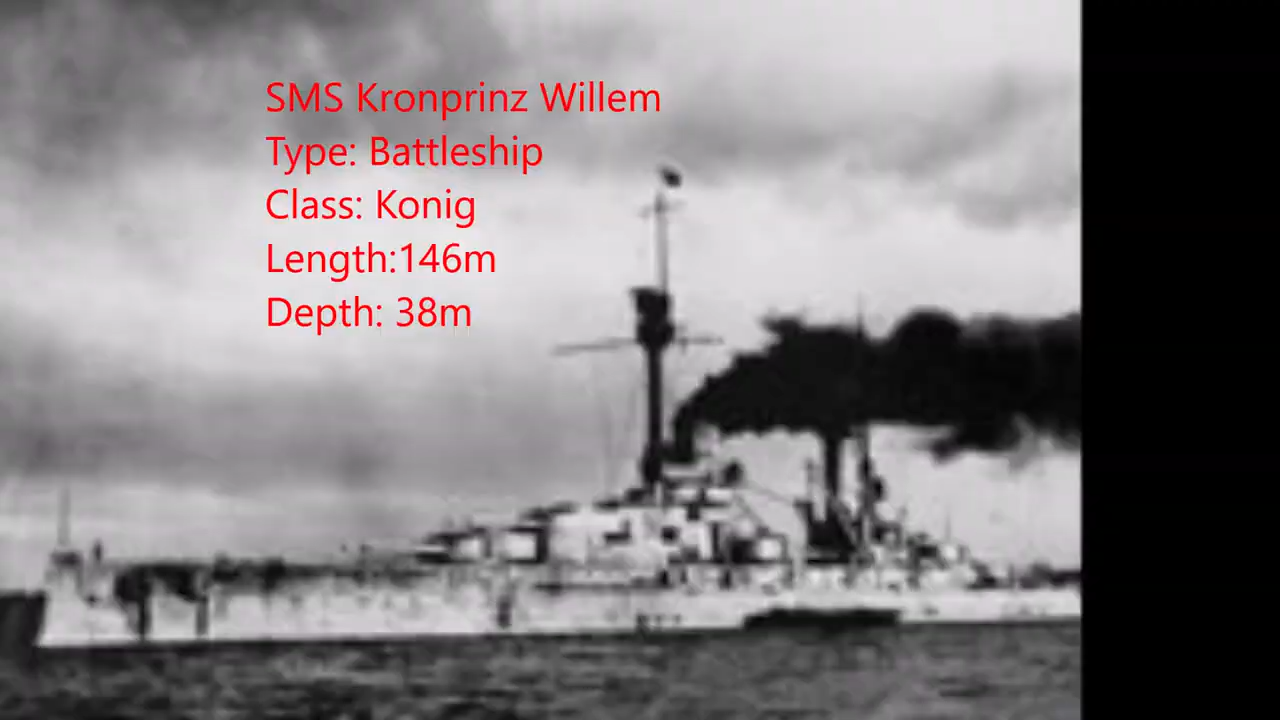 SMS Kronprinz Willem
Type: Battleship
Class: Konig
Length:146m
Depth: 38m